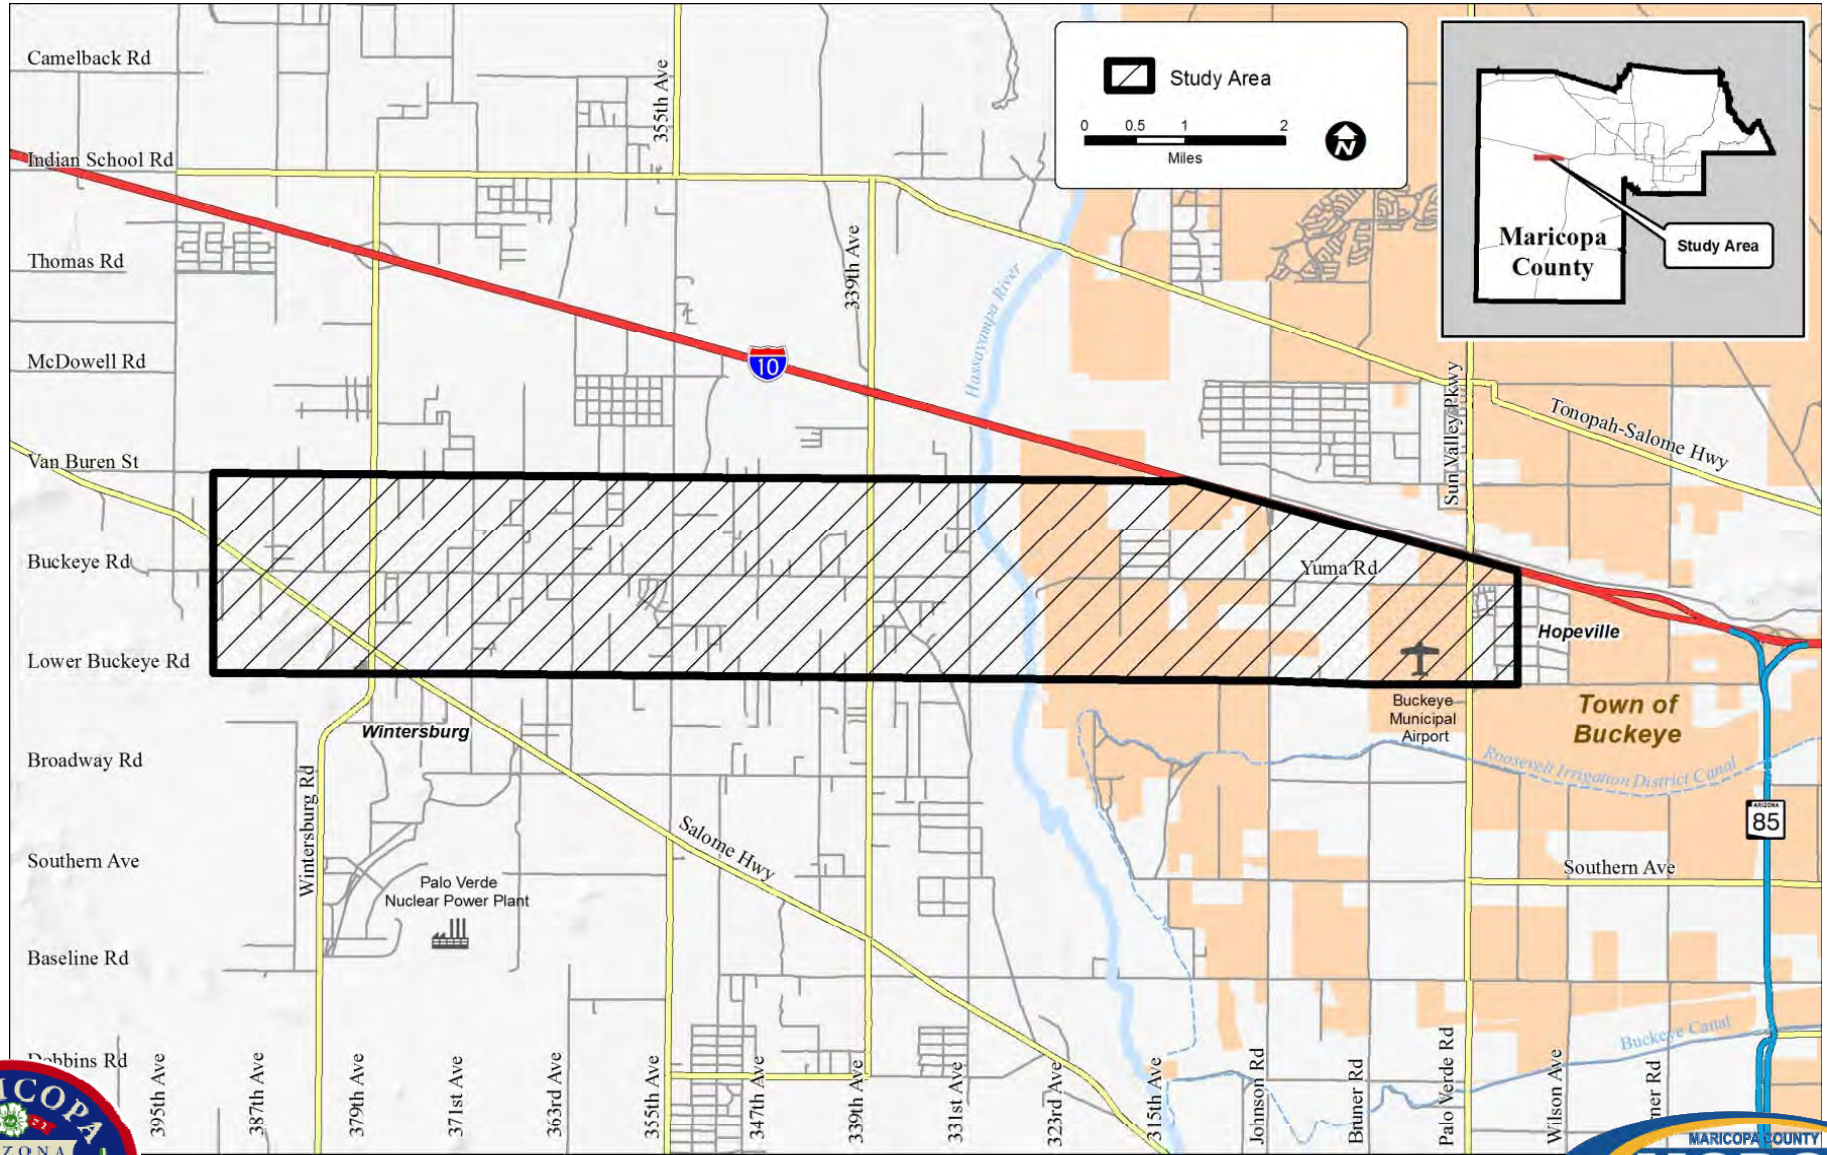 Camelback Rd
Indian School Rd
Thomas Rd
McDowell Rd
Van Buren St
Buckeye Rd
Lower Buckeye Rd
Broadway Rd
Southern Ave
Baseline Rd
Dobbins Rd
355th Ave
339th Ave
Hassayampa River
10
Study Area
0 0.5 1 2
Miles
N
Maricopa
County
Study Area
Sun Valley Pkwy
Tonopah-Salome Hwy
Yuma Rd
Hopeville
Buckeye
Municipal
Airport
Town of
Buckeye
Roosevelt Irrigation District Canal
ARIZONA
85
Wintersburg
Wintersburg Rd
Salome Hwy
Palo Verde
Nuclear Power Plant
Southern Ave
Buckeye Canal
395th Ave
387th Ave
379th Ave
371st Ave
363rd Ave
355th Ave
347th Ave
339th Ave
331st Ave
323rd Ave
315th Ave
Johnson Rd
Bruner Rd
Palo Verde Rd
Wilson Ave
ner Rd
ICOPA
ZONA
MARICOPA COUNTY